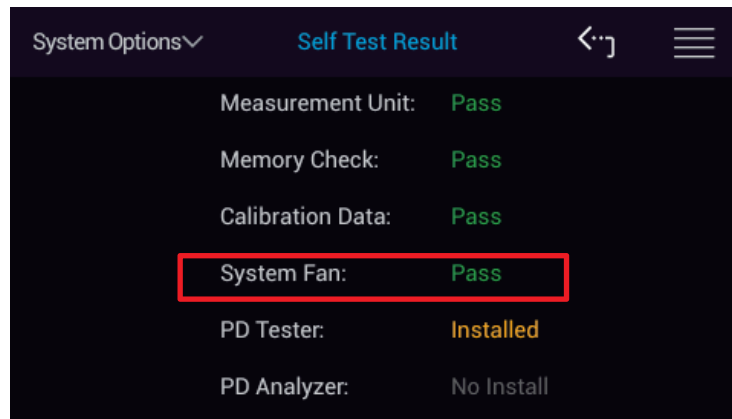 System Options Self Test Result
Measurement Unit: Pass
Memory Check: Pass
Calibration Data: Pass
System Fan: Pass
PD Tester: Installed
PD Analyzer: No Install